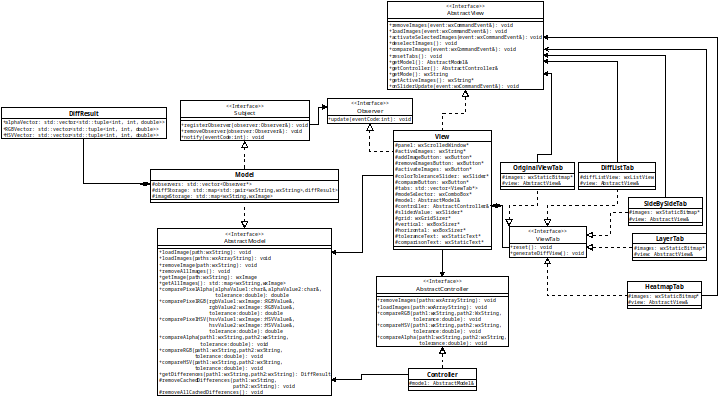 <<Interface>>
AbstractView
+removeImages(event:wxCommandEvent&): void
+loadImages(event:wxCommandEvent&): void
+activateSelectedImages(event:wxCommandEvent&): void
+deselectImages(): void
+compareImages(event:wxCommandEvent&): void
+resetTabs(): void
+getModel(): AbstractModel&
+getController(): AbstractController&
+getMode(): wxString
+getActiveImages(): wxString*
+onSliderUpdate(event:wxCommandEvent&): void
DiffResult
+alphaVector: std::vector<std::tuple<int, int, double>>
+RGBVector: std::vector<std::tuple<int, int, double>>
+HSVVector: std::vector<std::tuple<int, int, double>>
<<Interface>>
Subject
+registerObserver(observer:Observer&): void
+removeObserver(observer:Observer&): void
+notify(eventCode:int): void
<<Interface>>
Observer
+update(eventCode:int): void
View
#panel: wxScrolledWindow*
#activeImages: wxString*
#addImageButton: wxButton*
#removeImagesButton: wxButton*
#activateImages: wxButton*
#colorToleranceSlider: wxSlider*
#compareButton: wxButton*
#tabs: std::vector<ViewTab*>
#modeSelector: wxComboBox*
#model: AbstractModel&
#controller: AbstractController&
#sliderValue: wxSlider*
#grid: wxGridSizer*
#vertical: wxBoxSizer*
#horizontal: wxBoxSizer*
#toleranceText: wxStaticText*
#comparisonText: wxStaticText*
Model
#observers: std::vector<Observer*>
#diffStorage: std::map<std::pair<wxString,wxString>,diffResult>
#imageStorage: std::map<wxString,wxImage>
<<Interface>>
Abstract Model
+loadImage(path:wxString): void
+loadImages(paths:wxArrayString): void
+removeImage(path:wxString): void
+removeAllImages(): void
+getImage(path:wxString): wxImage
+getAllImages(): std::map<wxString,wxImage>
+comparePixelAlpha(alphaValue1:char&,alphaValue2:char&,
tolerance:double): double
+comparePixelRGB(rgbValue1:wxImage:RGBValue&,
rgbValue2:wxImage:RGBValue&,
tolerance:double): double
+comparePixelHSV(hsvValue1:wxImage:HSVValue&,
hsvValue2:wxImage:HSVValue&,
tolerance:double): double
+compareAlpha(path1:wxString,path2:wxString,
tolerance:double): void
+compareRGB(path1:wxString,path2:wxString,
tolerance:double): void
+compareHSV(path1:wxString,path2:wxString,
tolerance:double): void
+getDifferences(path1:wxString,path2:wxString): DiffResult
#removeCachedDifferences(path1:wxString,
path2:wxString): void
#removeAllCachedDifferences(): void
<<Interface>>
AbstractController
+removeImages(paths:wxArrayString): void
+loadImages(paths:wxArrayString): void
+compareRGB(path1:wxString,path2:wxString,
tolerance:double): void
+compareHSV(path1:wxString,path2:wxString,
tolerance:double): void
+compareAlpha(path1:wxString,path2:wxString,
tolerance:double): void
Controller
#model: AbstractModel&
OriginalViewTab
#images: wxStaticBitmap*
#view: AbstractView&
DiffListTab
#diffListView: wxListView
#view: AbstractView&
<<Interface>>
ViewTab
+reset(): void
+generateDiffView(): void
SideBySideTab
#images: wxStaticBitmap*
#view: AbstractView&
LayerTab
#images: wxStaticBitmap*
#view: AbstractView&
HeatmapTab
#images: wxStaticBitmap*
#view: AbstractView&